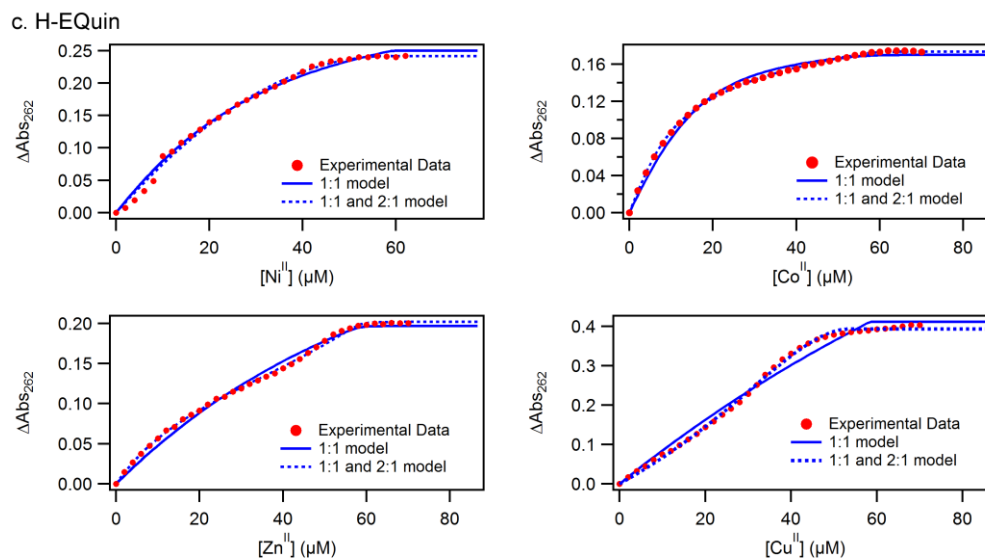 c. H-EQuin
0.25
0.20
0.15
0.10
0.05
0.00
ΔAbs262
Experimental Data
1:1 model
1:1 and 2:1 model
0 20 40 60
[NiII] (µM)
0.16
0.12
0.08
0.04
0.00
ΔAbs262
Experimental Data
1:1 model
1:1 and 2:1 model
0 20 40 60 80
[CoII] (µM)
0.20
0.15
0.10
0.05
0.00
ΔAbs262
Experimental Data
1:1 model
1:1 and 2:1 model
0 20 40 60 80
[ZnII] (µM)
0.4
0.3
0.2
0.1
0.0
ΔAbs262
Experimental Data
1:1 model
1:1 and 2:1 model
0 20 40 60 80
[CuII] (µM)